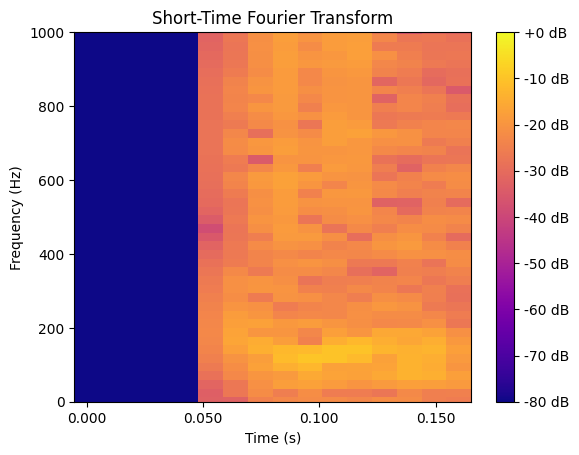 Short-Time Fourier Transform
Frequency (Hz)
1000
800
600
400
200
0
0.000
0.050
0.100
0.150
Time (s)
+0 dB
-10 dB
-20 dB
-30 dB
-40 dB
-50 dB
-60 dB
-70 dB
-80 dB